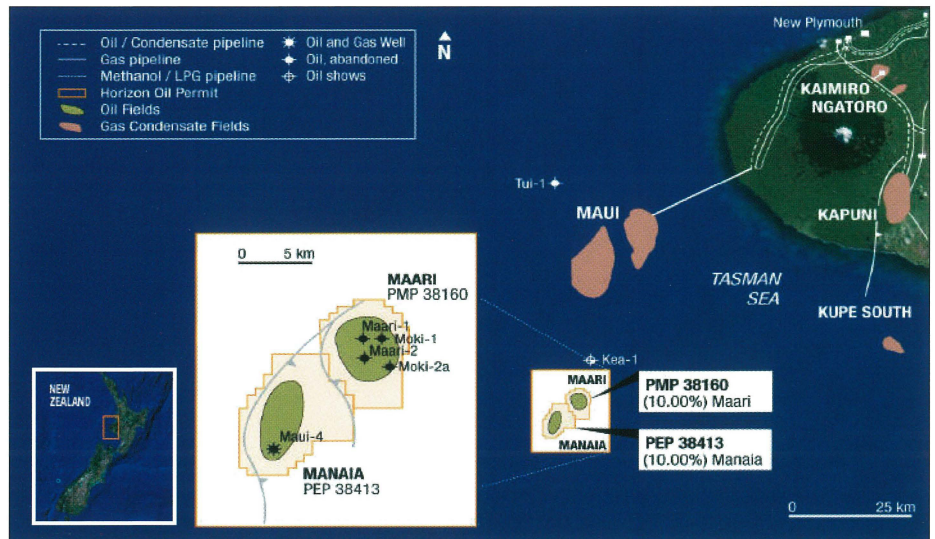 Oil / Condensate pipeline
Gas pipeline
Methanol / LPG pipeline
Horizon Oil Permit
Oil Fields
Gas Condensate Fields
Oil and Gas Well
Oil, abandoned
Oil shows
N
New Plymouth
KAIMIRO
NGATORO
Tui-1
MAUI
KAPUNI
TASMAN
SEA
KUPE SOUTH
0 5 km
MAARI
PMP 38160
Maari-1
Moki-1
Maari-2
Moki-2a
Maui-4
MANAIA
PEP 38413
NEW
ZEALAND
Kea-1
MAARI
MANAIA
PMP 38160
(10.00%) Maari
PEP 38413
(10.00%) Manaia
0 25 km